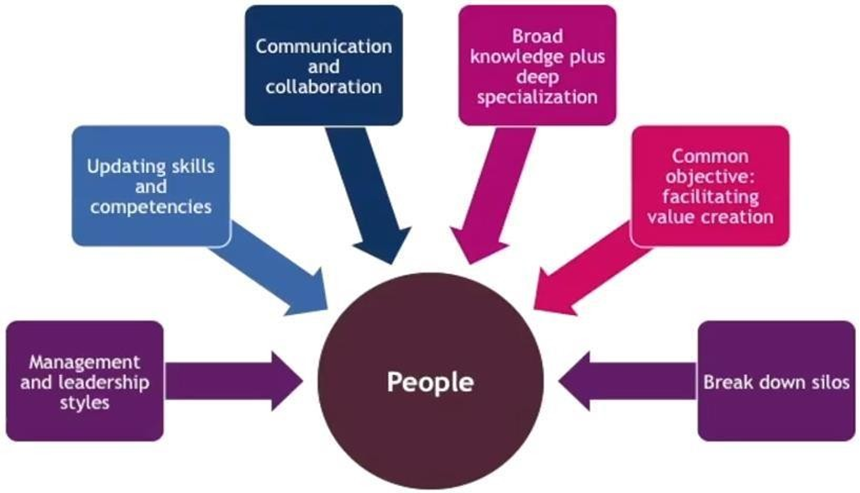 Communication
and
collaboration
Broad
knowledge plus
deep
specialization
Updating skills
and
competencies
Common
objective:
facilitating
value creation
Management
and leadership
styles
People
Break down silos